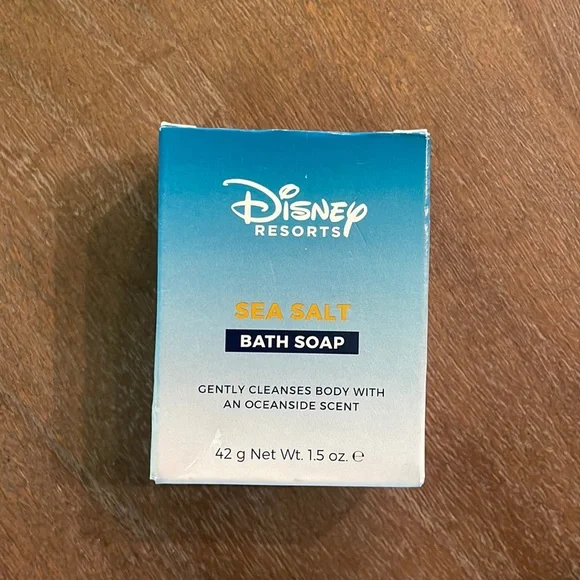 Disney
RESORTS
SEA SALT
BATH SOAP
GENTLY CLEANSES BODY WITH
AN OCEANSIDE SCENT
42 g Net Wt. 1.5 oz. ℮